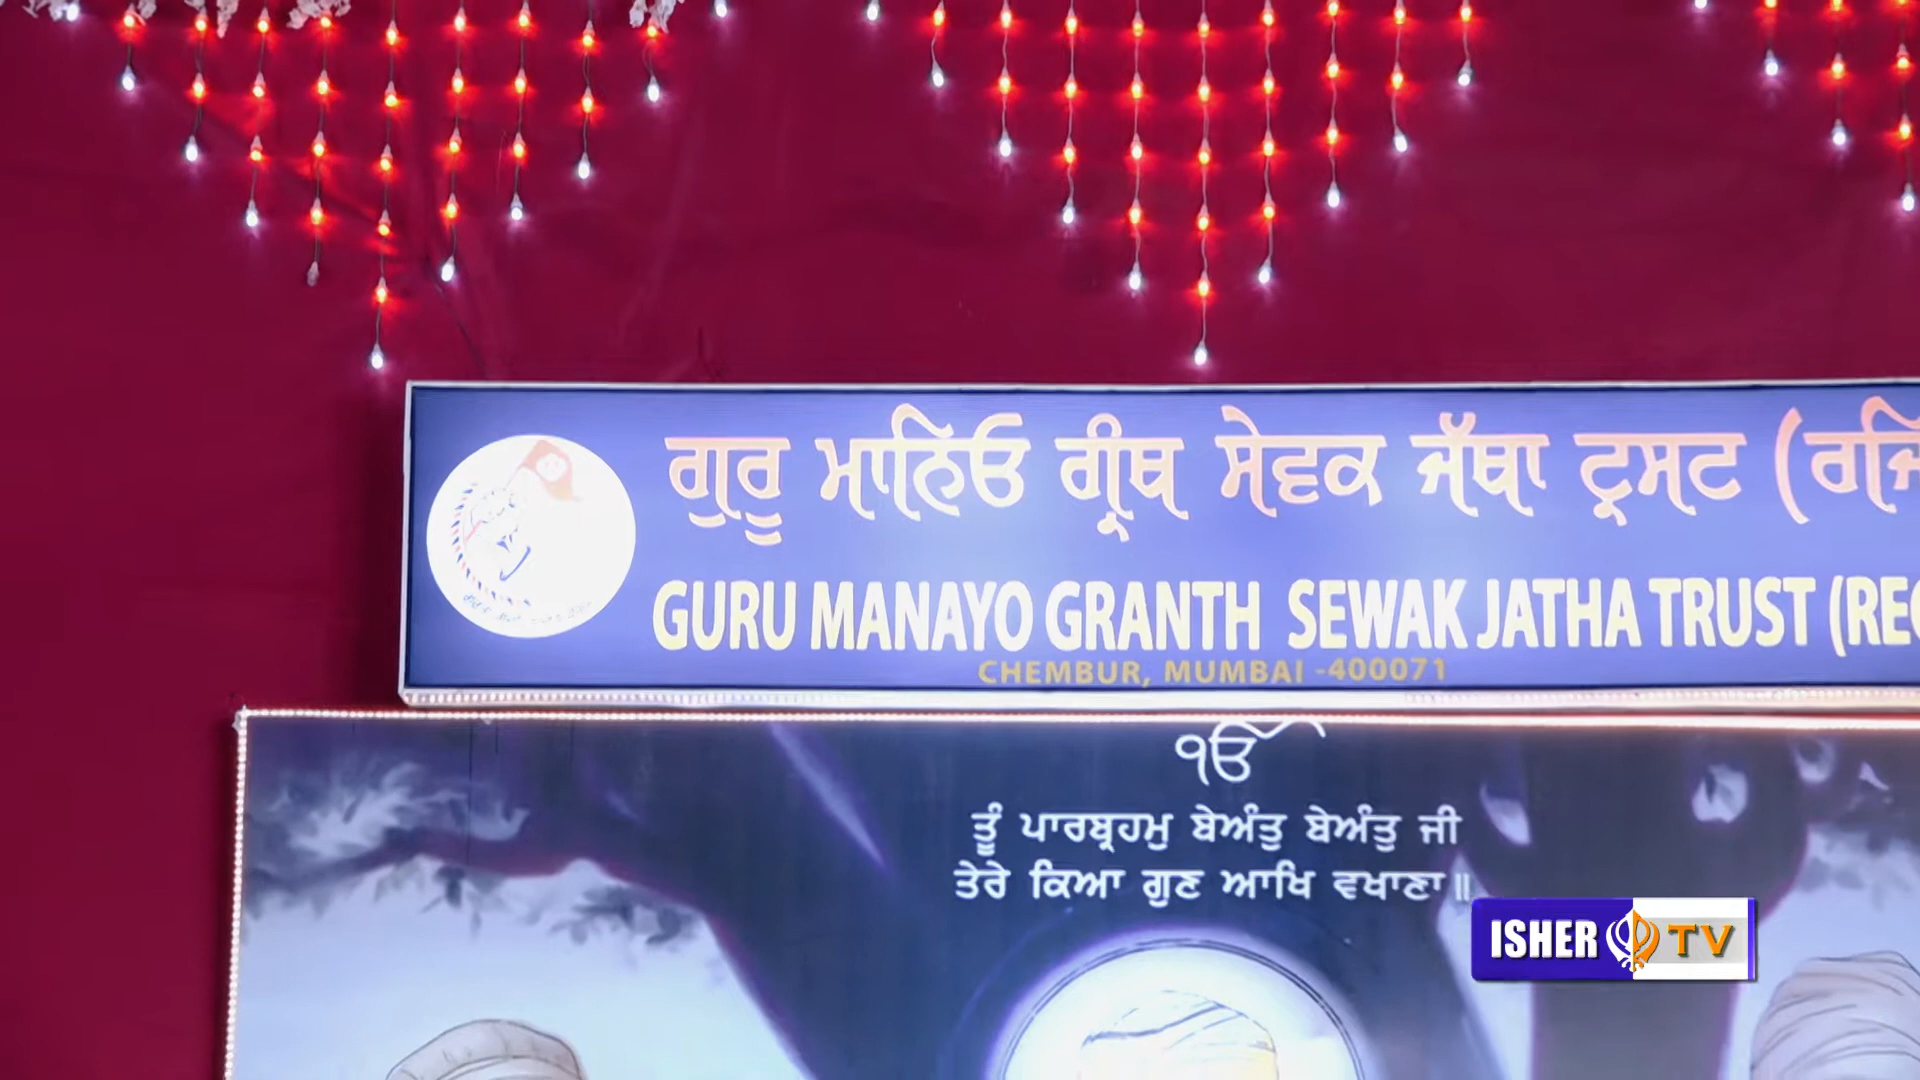 ਗੁਰੂ ਮਾਨਿਓ ਗ੍ਰੰਥ ਸੇਵਕ ਜੱਥਾ ਟ੍ਰਸਟ (ਰਜਿ
GURU MANAYO GRANTH SEWAK JATHA TRUST (REG
CHEMBUR, MUMBAI -400071
ੴ
ਤੂੰ ਪਾਰਬ੍ਰਹਮੁ ਬੇਅੰਤੁ ਬੇਅੰਤੁ ਜੀ
ਤੇਰੇ ਕਿਆ ਗੁਣ ਆਖਿ ਵਖਾਣਾ॥
ISHER TV